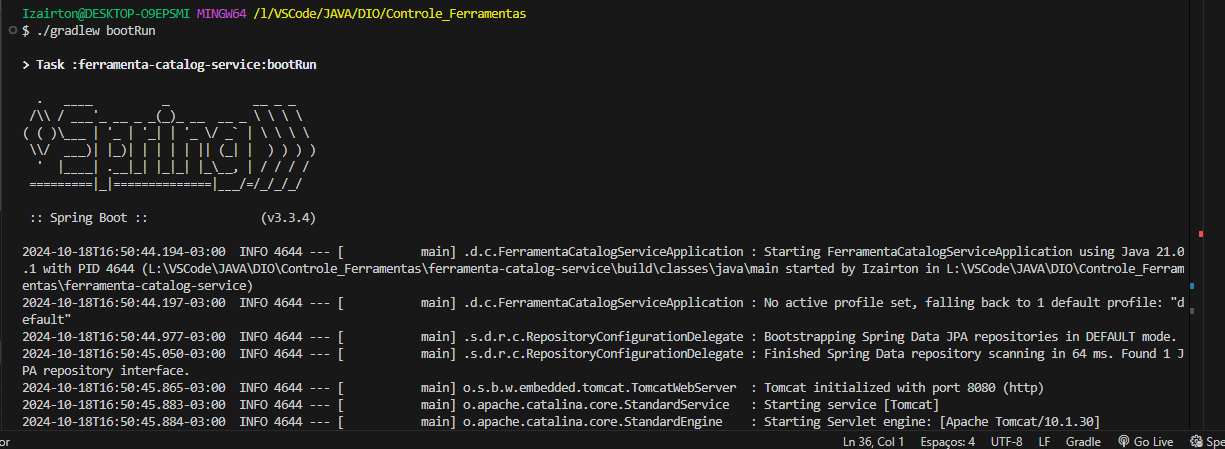 Izairton@DESKTOP-O9EPSMI MINGW64 /l/VSCode/JAVA/DIO/Controle_Ferramentas
$ ./gradlew bootRun
> Task :ferramenta-catalog-service:bootRun
  .   ____          _            __ _ _
 /\\ / ___'_ __ _ _(_)_ __  __ _ \ \ \ \
( ( )\___ | '_ | '_| | '_ \/ _` | \ \ \ \
 \\/  ___)| |_)| | | | | || (_| |  ) ) ) )
  '  |____| .__|_| |_|_| |_\__, | / / / /
 =========|_|==============|___/=/_/_/_/
 :: Spring Boot ::                (v3.3.4)
2024-10-18T16:50:44.194-03:00  INFO 4644 --- [           main] .d.c.FerramentaCatalogServiceApplication : Starting FerramentaCatalogServiceApplication using Java 21.0
.1 with PID 4644 (L:\VSCode\JAVA\DIO\Controle_Ferramentas\ferramenta-catalog-service\build\classes\java\main started by Izairton in L:\VSCode\JAVA\DIO\Controle_Ferram
entas\ferramenta-catalog-service)
2024-10-18T16:50:44.197-03:00  INFO 4644 --- [           main] .d.c.FerramentaCatalogServiceApplication : No active profile set, falling back to 1 default profile: "d
efault"
2024-10-18T16:50:44.977-03:00  INFO 4644 --- [           main] .s.d.r.c.RepositoryConfigurationDelegate : Bootstrapping Spring Data JPA repositories in DEFAULT mode.
2024-10-18T16:50:45.050-03:00  INFO 4644 --- [           main] .s.d.r.c.RepositoryConfigurationDelegate : Finished Spring Data repository scanning in 64 ms. Found 1 J
PA repository interface.
2024-10-18T16:50:45.865-03:00  INFO 4644 --- [           main] o.s.b.w.embedded.tomcat.TomcatWebServer  : Tomcat initialized with port 8080 (http)
2024-10-18T16:50:45.883-03:00  INFO 4644 --- [           main] o.apache.catalina.core.StandardService   : Starting service [Tomcat]
2024-10-18T16:50:45.884-03:00  INFO 4644 --- [           main] o.apache.catalina.core.StandardEngine    : Starting Servlet engine: [Apache Tomcat/10.1.30]
or Ln 36, Col 1 Espaços: 4 UTF-8 LF Gradle Go Live Spe